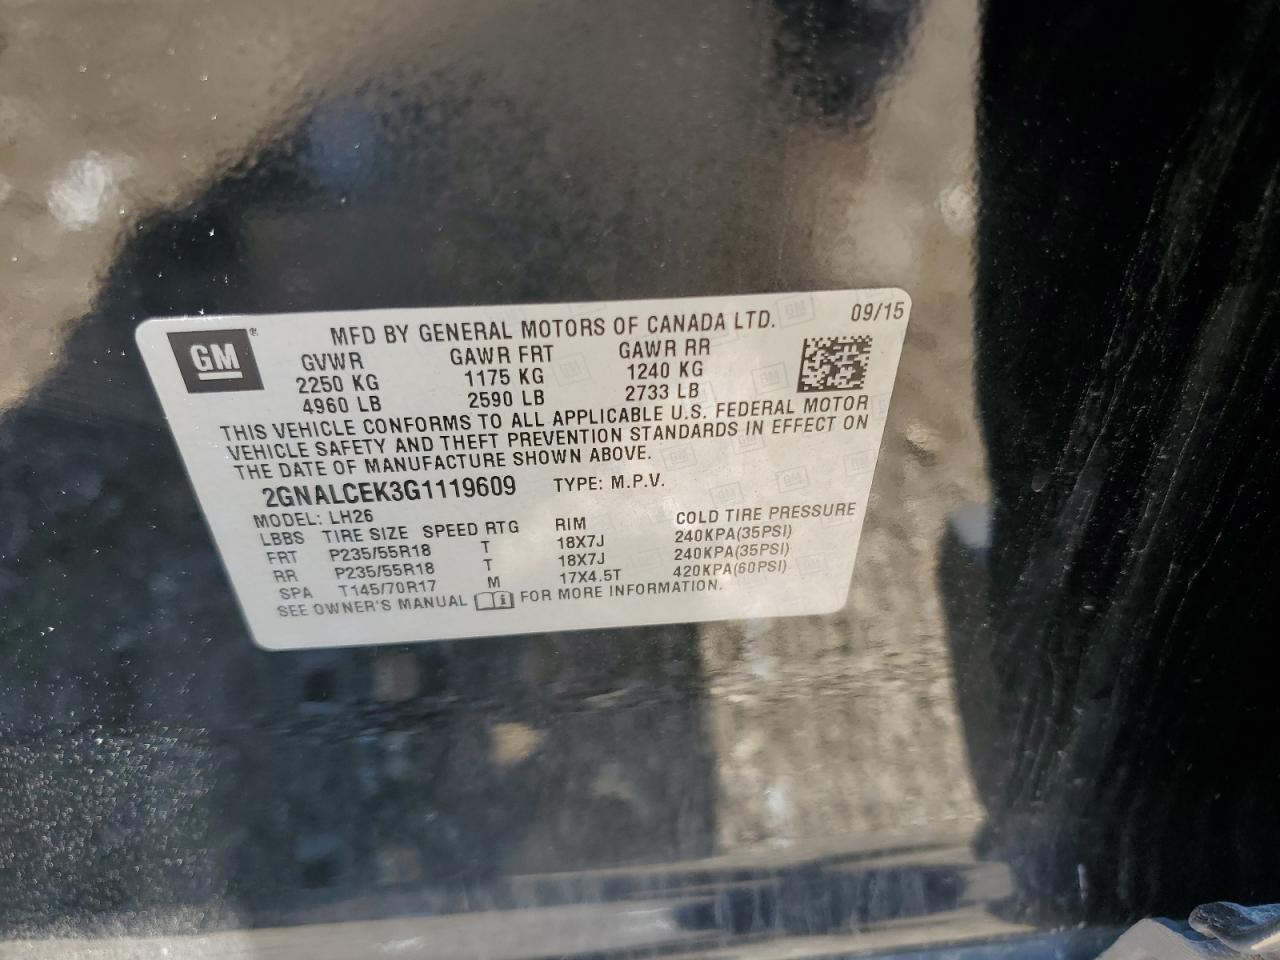 GM ® MFD BY GENERAL MOTORS OF CANADA LTD. 09/15
GVWR GAWR FRT GAWR RR
2250 KG 1175 KG 1240 KG
4960 LB 2590 LB 2733 LB
THIS VEHICLE CONFORMS TO ALL APPLICABLE U.S. FEDERAL MOTOR
VEHICLE SAFETY AND THEFT PREVENTION STANDARDS IN EFFECT ON
THE DATE OF MANUFACTURE SHOWN ABOVE.
2GNALCEK3G1119609 TYPE: M.P.V.
MODEL: LH26
LBBS TIRE SIZE SPEED RTG RIM COLD TIRE PRESSURE
FRT P235/55R18 T 18X7J 240KPA(35PSI)
RR P235/55R18 T 18X7J 240KPA(35PSI)
SPA T145/70R17 M 17X4.5T 420KPA(60PSI)
SEE OWNER'S MANUAL FOR MORE INFORMATION.